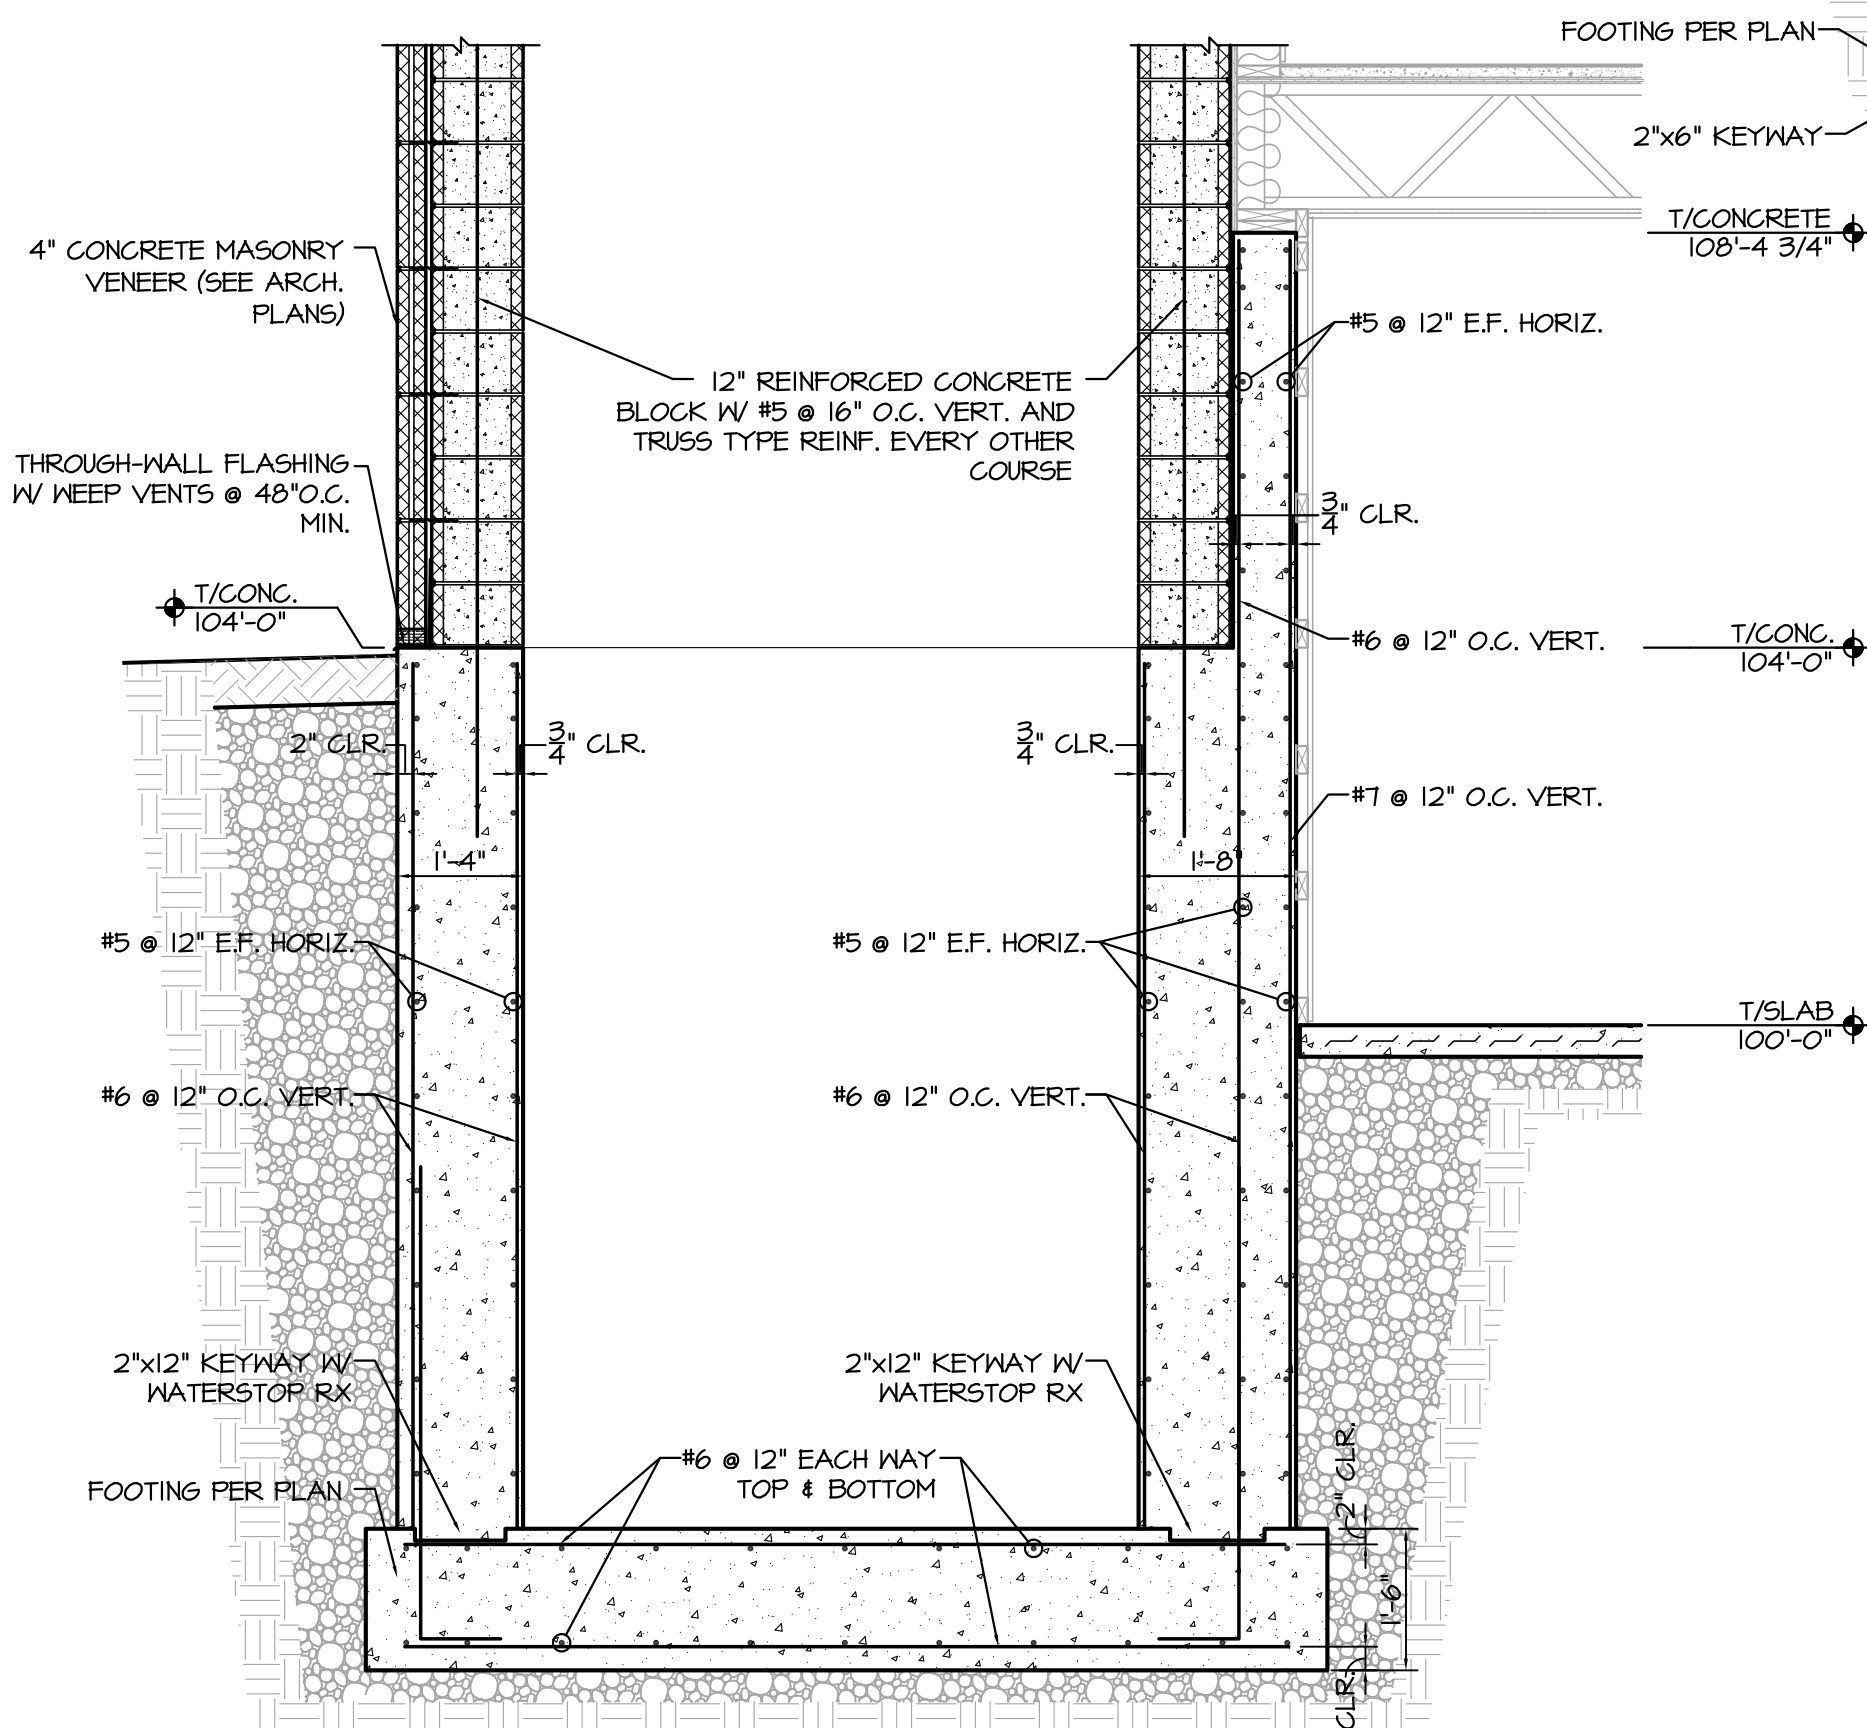 FOOTING PER PLAN
2"x6" KEYWAY
T/CONCRETE
108'-4 3/4"
4" CONCRETE MASONRY
VENEER (SEE ARCH.
PLANS)
#5 @ 12" E.F. HORIZ.
12" REINFORCED CONCRETE
BLOCK W/ #5 @ 16" O.C. VERT. AND
TRUSS TYPE REINF. EVERY OTHER
COURSE
THROUGH-WALL FLASHING
W/ WEEP VENTS @ 48"O.C.
MIN.
3/4" CLR.
T/CONC.
104'-0"
#6 @ 12" O.C. VERT.
T/CONC.
104'-0"
2" CLR.
3/4" CLR.
3/4" CLR.
#7 @ 12" O.C. VERT.
1'-4"
1'-8"
#5 @ 12" E.F. HORIZ.
#5 @ 12" E.F. HORIZ.
T/SLAB
100'-0"
#6 @ 12" O.C. VERT.
#6 @ 12" O.C. VERT.
2"x12" KEYWAY W/
WATERSTOP RX
2"x12" KEYWAY W/
WATERSTOP RX
#6 @ 12" EACH WAY
TOP & BOTTOM
FOOTING PER PLAN
2" CLR.
1'-6"
CLR.